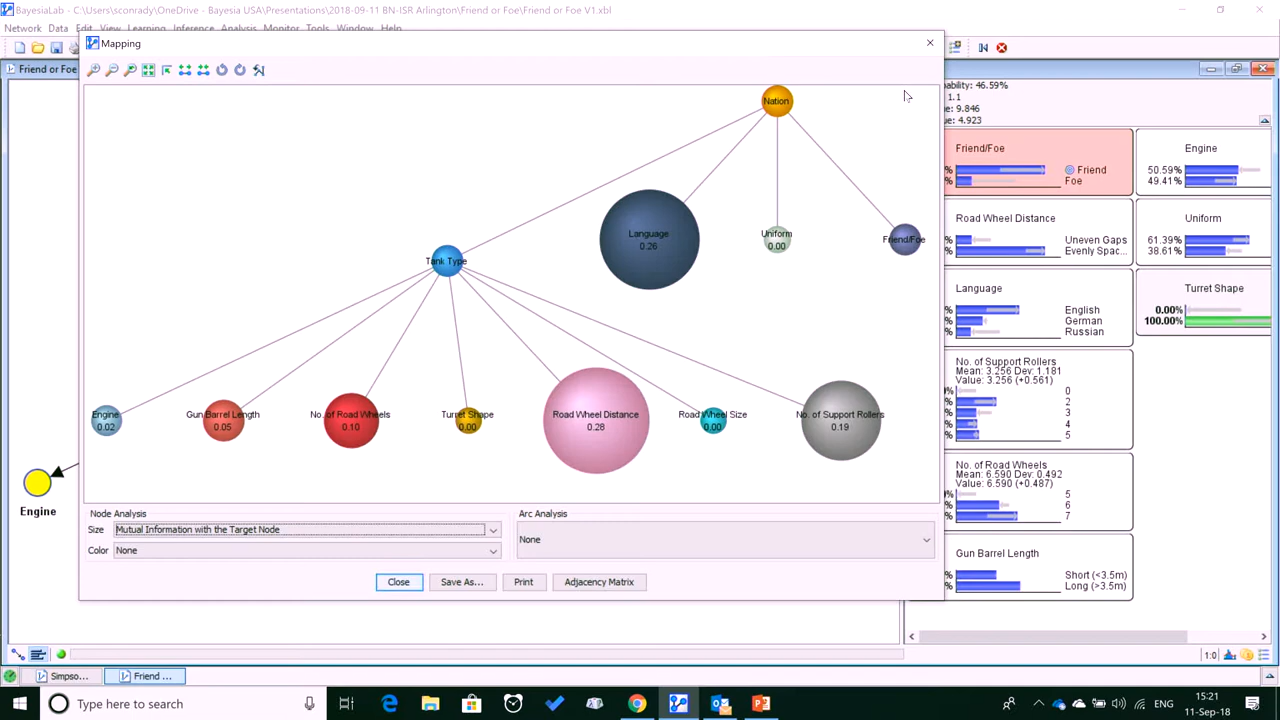 BayesiaLab - C:\Users\sconrady\OneDrive - Bayesia USA\Presentations\2018-09-11 BN-ISR Arlington\Friend or Foe\Friend or Foe V1.xbl
Network Data Edit View Learning Inference Analysis Monitor Tools Window Help
Mapping
Friend or Foe
Nation
Language
0.26
Uniform
0.00
Friend/Foe
Tank Type
Engine
0.02
Gun Barrel Length
0.05
No. of Road Wheels
0.10
Turret Shape
0.00
Road Wheel Distance
0.28
Road Wheel Size
0.00
No. of Support Rollers
0.19
Engine
Node Analysis
Size Mutual Information with the Target Node
Color None
Arc Analysis
None
Close Save As... Print Adjacency Matrix
ability: 46.59%
1.1
e: 9.846
ue: 4.923
Friend/Foe
% Friend
% Foe
Engine
50.59%
49.41%
Road Wheel Distance
% Uneven Gaps
% Evenly Spac...
Uniform
61.39%
38.61%
Language
% English
% German
% Russian
Turret Shape
0.00%
100.00%
No. of Support Rollers
Mean: 3.256 Dev: 1.181
Value: 3.256 (+0.561)
% 0
% 2
% 3
% 4
% 5
No. of Road Wheels
Mean: 6.590 Dev: 0.492
Value: 6.590 (+0.487)
% 5
% 6
% 7
Gun Barrel Length
% Short (<3.5m)
% Long (>3.5m)
1:0
Simpso... Friend ...
Type here to search
ENG
15:21
11-Sep-18